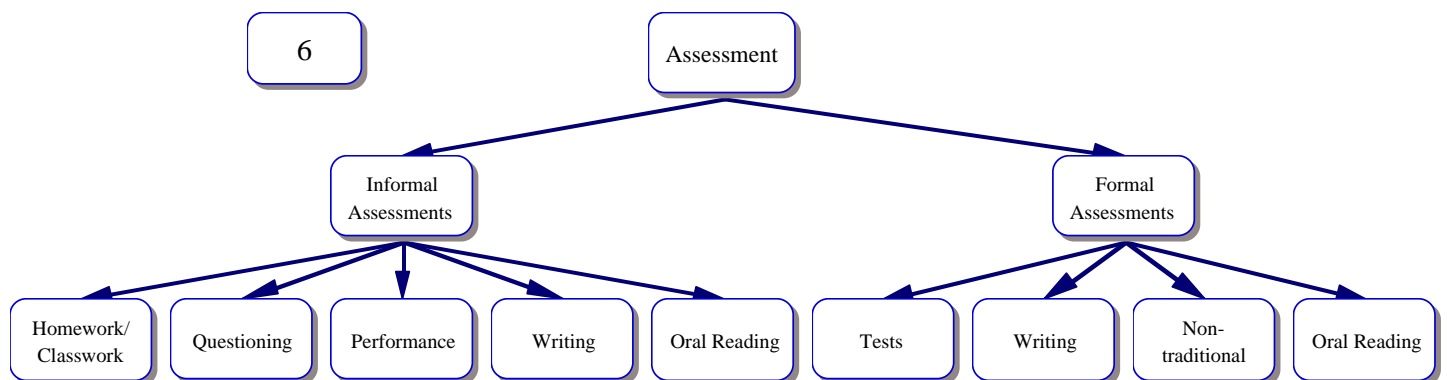 6
Assessment
Informal
Assessments
Formal
Assessments
Homework/
Classwork
Questioning
Performance
Writing
Oral Reading
Tests
Writing
Non-
traditional
Oral Reading